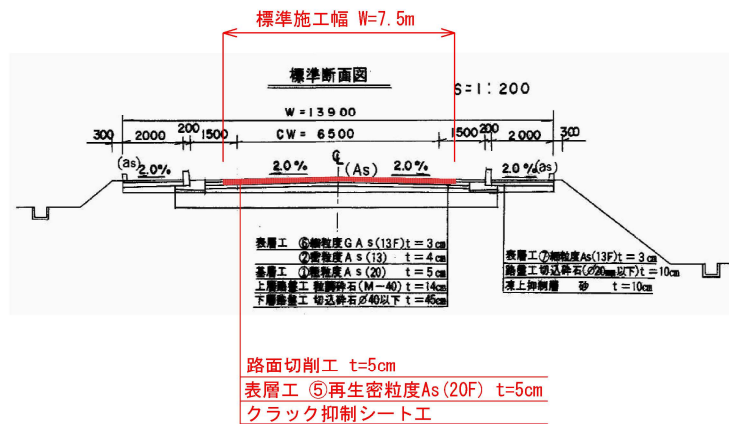 標準施工幅 W=7.5m
標準断面図
S=1:200
W=13900
300 2000 200 1500 CW=6500 1500 200 2000 300
(as) 2.0% 2.0% ℄ (As) 2.0% 2.0% (as)
表層工 ⑥細粒度GAs(13F)t=3cm
②密粒度As(13) t=4cm
基層工 ①粗粒度As(20) t=5cm
上層路盤工 粒調砕石(M-40)t=14cm
下層路盤工 切込砕石Ø40以下 t=45cm
表層工⑦細粒度As(13F)t=3cm
路盤工切込砕石(Ø20mm以下)t=10cm
凍上抑制層 砂 t=10cm
路面切削工 t=5cm
表層工 ⑤再生密粒度As(20F) t=5cm
クラック抑制シート工